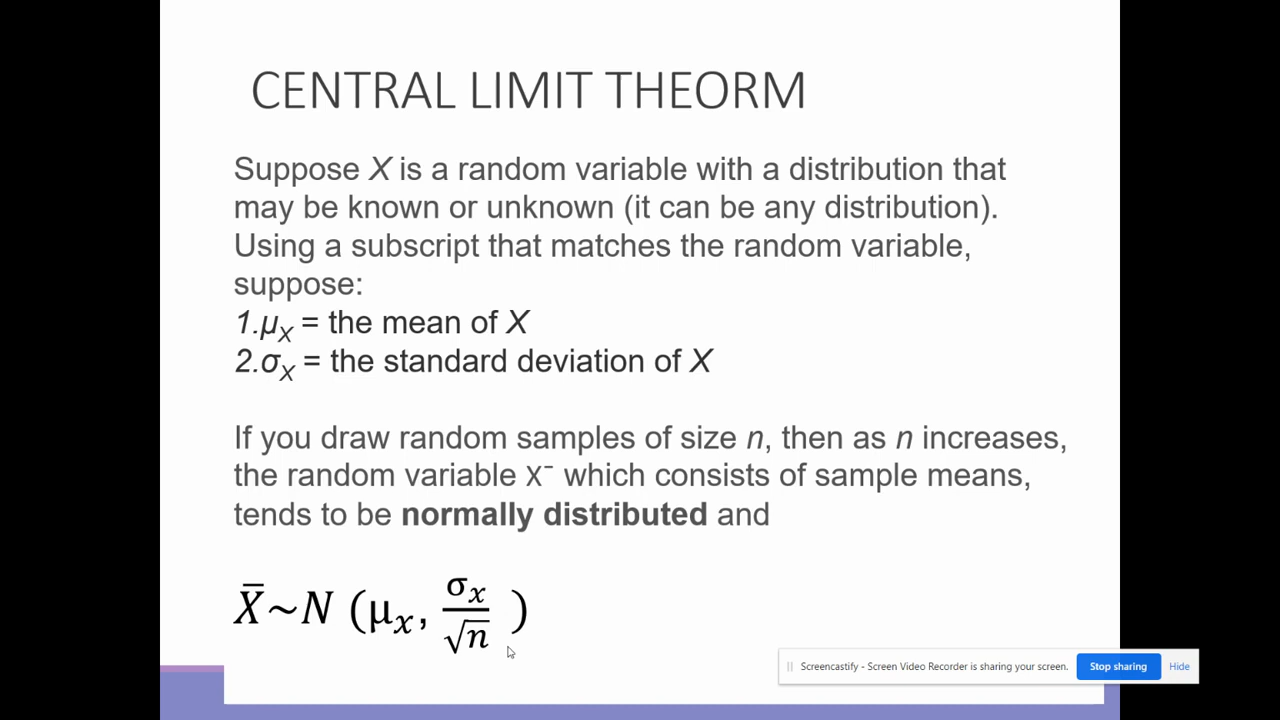 CENTRAL LIMIT THEORM
Suppose X is a random variable with a distribution that
may be known or unknown (it can be any distribution).
Using a subscript that matches the random variable,
suppose:
1.μX = the mean of X
2.σX = the standard deviation of X
If you draw random samples of size n, then as n increases,
the random variable x⁻ which consists of sample means,
tends to be normally distributed and
X̄~N (μx, σx/√n )
Screencastify - Screen Video Recorder is sharing your screen. Stop sharing Hide